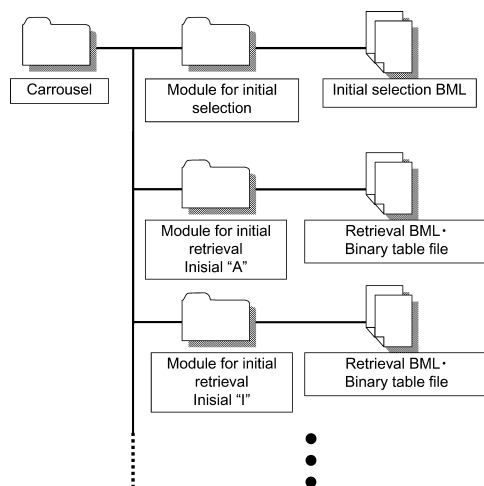 Carrousel
Module for initial
selection
Initial selection BML
Module for initial
retrieval
Inisial “A”
Retrieval BML・
Binary table file
Module for initial
retrieval
Inisial “I”
Retrieval BML・
Binary table file